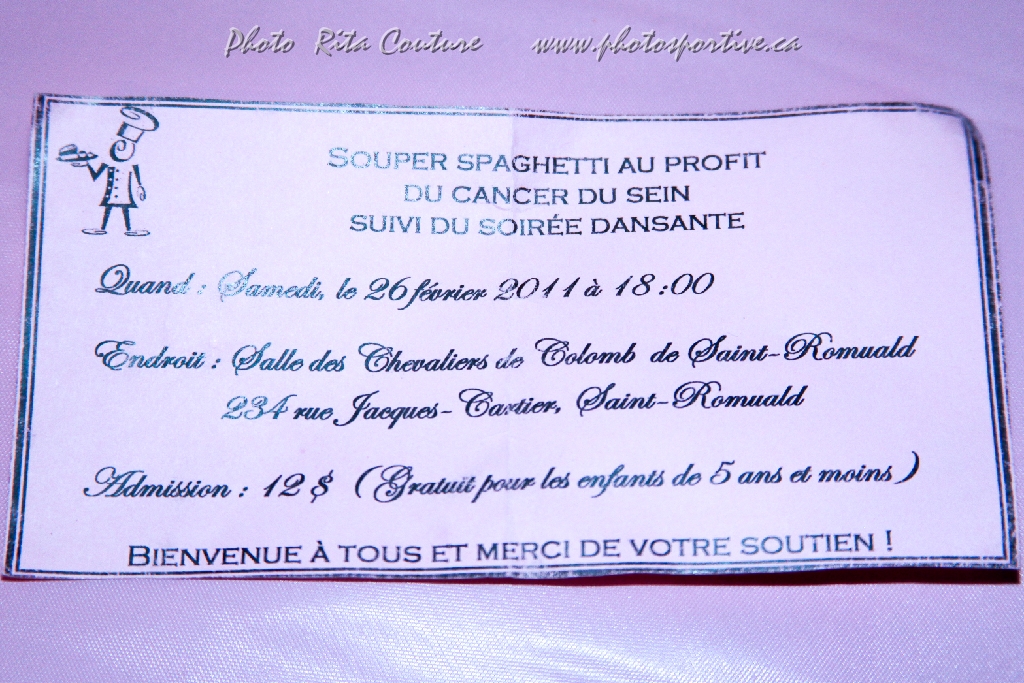 Photo Rita Couture www.photosportive.ca
SOUPER SPAGHETTI AU PROFIT
DU CANCER DU SEIN
SUIVI DU SOIRÉE DANSANTE
Quand : Samedi, le 26 février 2011 à 18:00
Endroit : Salle des Chevaliers de Colomb de Saint-Romuald
234 rue Jacques-Cartier, Saint-Romuald
Admission : 12 $ (Gratuit pour les enfants de 5 ans et moins)
BIENVENUE À TOUS ET MERCI DE VOTRE SOUTIEN !